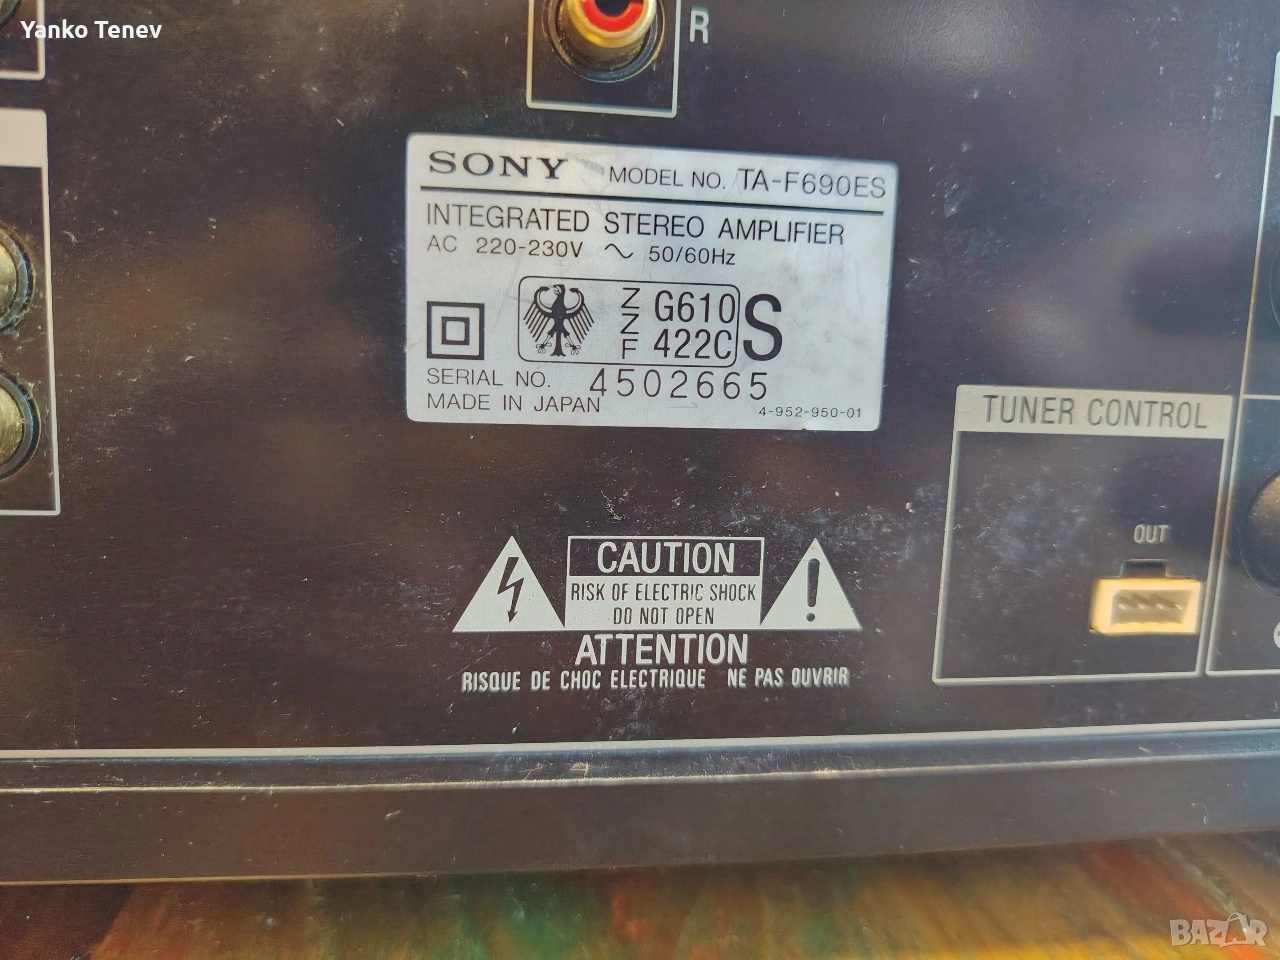 Yanko Tenev
R
SONY MODEL NO. TA-F690ES
INTEGRATED STEREO AMPLIFIER
AC 220-230V ~ 50/60Hz
ZZF G610 422C S
SERIAL NO. 4502665
MADE IN JAPAN 4-952-950-01
TUNER CONTROL
OUT
CAUTION
RISK OF ELECTRIC SHOCK
DO NOT OPEN
ATTENTION
RISQUE DE CHOC ELECTRIQUE NE PAS OUVRIR
BAZAR